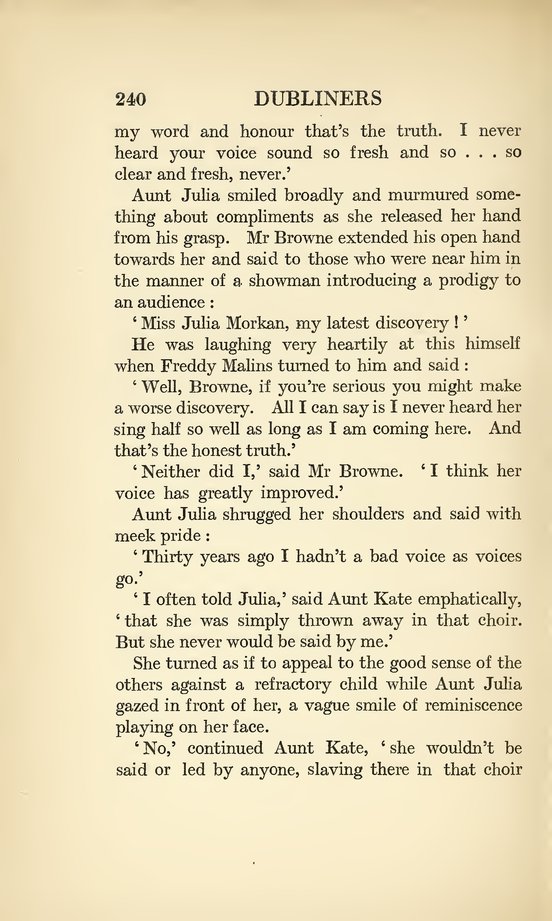 240 DUBLINERS
my word and honour that's the truth. I never
heard your voice sound so fresh and so . . . so
clear and fresh, never.'
Aunt Julia smiled broadly and murmured some-
thing about compliments as she released her hand
from his grasp. Mr Browne extended his open hand
towards her and said to those who were near him in
the manner of a showman introducing a prodigy to
an audience :
' Miss Julia Morkan, my latest discovery ! '
He was laughing very heartily at this himself
when Freddy Malins turned to him and said :
' Well, Browne, if you're serious you might make
a worse discovery. All I can say is I never heard her
sing half so well as long as I am coming here. And
that's the honest truth.'
' Neither did I,' said Mr Browne. ' I think her
voice has greatly improved.'
Aunt Julia shrugged her shoulders and said with
meek pride :
' Thirty years ago I hadn't a bad voice as voices
go.'
' I often told Julia,' said Aunt Kate emphatically,
' that she was simply thrown away in that choir.
But she never would be said by me.'
She turned as if to appeal to the good sense of the
others against a refractory child while Aunt Julia
gazed in front of her, a vague smile of reminiscence
playing on her face.
' No,' continued Aunt Kate, ' she wouldn't be
said or led by anyone, slaving there in that choir